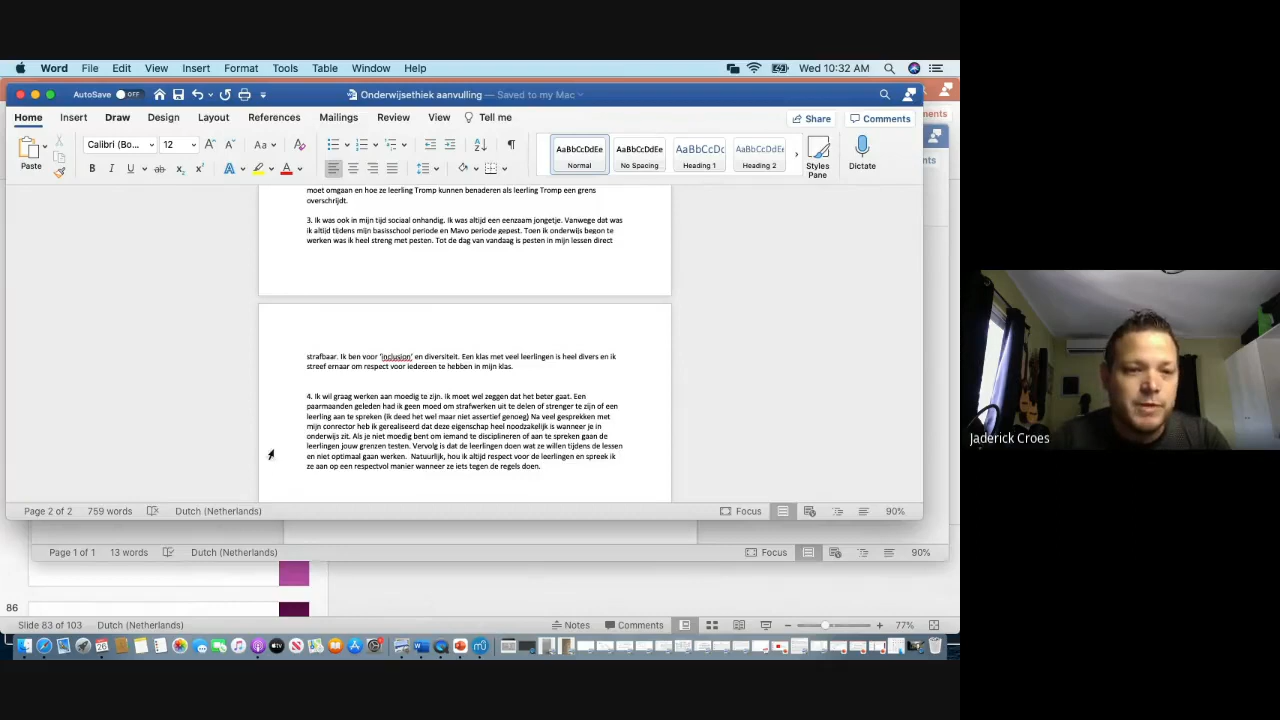 Word File Edit View Insert Format Tools Table Window Help Wed 10:32 AM
AutoSave OFF Onderwijsethiek aanvulling — Saved to my Mac
Home Insert Draw Design Layout References Mailings Review View Tell me Share Comments
Calibri (Bo... 12 Aa
Paste
AaBbCcDdEe AaBbCcDdEe AaBbCcDc AaBbCcDdEe
Normal No Spacing Heading 1 Heading 2 Styles Pane Dictate
moet omgaan en hoe ze leerling Tromp kunnen benaderen als leerling Tromp een grens
overschrijdt.
3. Ik was ook in mijn tijd sociaal onhandig. Ik was altijd een eenzaam jongetje. Vanwege dat was
ik altijd tijdens mijn basisschool periode en Mavo periode gepest. Toen ik onderwijs begon te
werken was ik heel streng met pesten. Tot de dag van vandaag is pesten in mijn lessen direct
strafbaar. Ik ben voor ‘inclusion’ en diversiteit. Een klas met veel leerlingen is heel divers en ik
streef ernaar om respect voor iedereen te hebben in mijn klas.
4. Ik wil graag werken aan moedig te zijn. Ik moet wel zeggen dat het beter gaat. Een
paarmaanden geleden had ik geen moed om strafwerken uit te delen of strenger te zijn of een
leerling aan te spreken (ik deed het wel maar niet assertief genoeg) Na veel gesprekken met
mijn conrector heb ik gerealiseerd dat deze eigenschap heel noodzakelijk is wanneer je in
onderwijs zit. Als je niet moedig bent om iemand te disciplineren of aan te spreken gaan de
leerlingen jouw grenzen testen. Vervolg is dat de leerlingen doen wat ze willen tijdens de lessen
en niet optimaal gaan werken. Natuurlijk, hou ik altijd respect voor de leerlingen en spreek ik
ze aan op een respectvol manier wanneer ze iets tegen de regels doen.
Jaderick Croes
Page 2 of 2 759 words Dutch (Netherlands) Focus 90%
Page 1 of 1 13 words Dutch (Netherlands) Focus 90%
86
Slide 83 of 103 Dutch (Netherlands) Notes Comments 77%